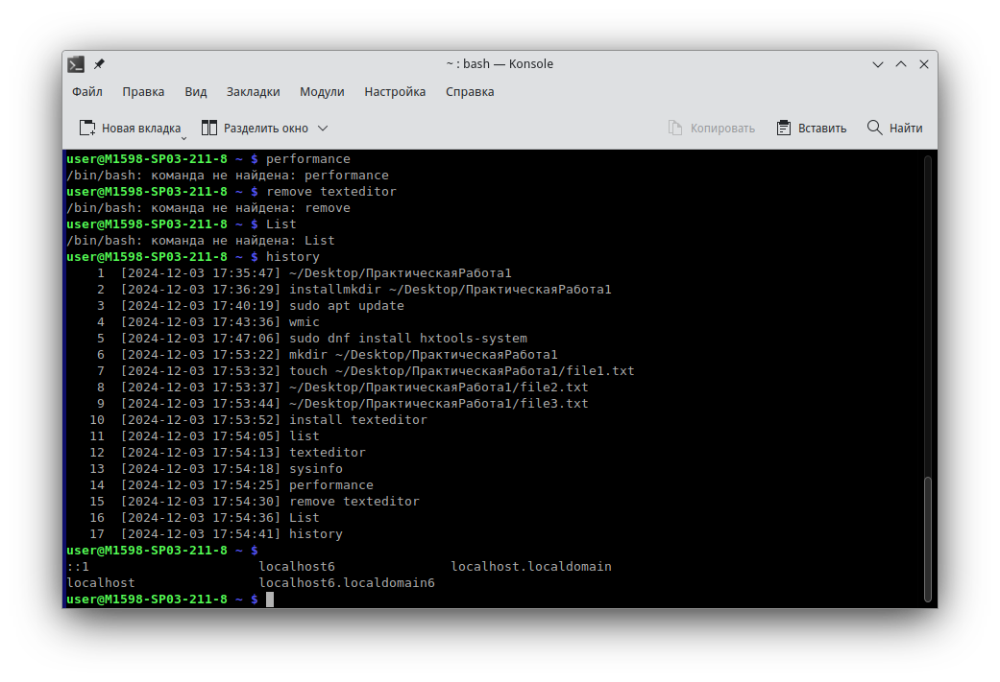 ~ : bash — Konsole
Файл Правка Вид Закладки Модули Настройка Справка
Новая вкладка Разделить окно Копировать Вставить Найти
user@M1598-SP03-211-8 ~ $ performance
/bin/bash: команда не найдена: performance
user@M1598-SP03-211-8 ~ $ remove texteditor
/bin/bash: команда не найдена: remove
user@M1598-SP03-211-8 ~ $ List
/bin/bash: команда не найдена: List
user@M1598-SP03-211-8 ~ $ history
1 [2024-12-03 17:35:47] ~/Desktop/ПрактическаяРабота1
2 [2024-12-03 17:36:29] installmkdir ~/Desktop/ПрактическаяРабота1
3 [2024-12-03 17:40:19] sudo apt update
4 [2024-12-03 17:43:36] wmic
5 [2024-12-03 17:47:06] sudo dnf install hxtools-system
6 [2024-12-03 17:53:22] mkdir ~/Desktop/ПрактическаяРабота1
7 [2024-12-03 17:53:32] touch ~/Desktop/ПрактическаяРабота1/file1.txt
8 [2024-12-03 17:53:37] ~/Desktop/ПрактическаяРабота1/file2.txt
9 [2024-12-03 17:53:44] ~/Desktop/ПрактическаяРабота1/file3.txt
10 [2024-12-03 17:53:52] install texteditor
11 [2024-12-03 17:54:05] list
12 [2024-12-03 17:54:13] texteditor
13 [2024-12-03 17:54:18] sysinfo
14 [2024-12-03 17:54:25] performance
15 [2024-12-03 17:54:30] remove texteditor
16 [2024-12-03 17:54:36] List
17 [2024-12-03 17:54:41] history
user@M1598-SP03-211-8 ~ $
::1 localhost6 localhost.localdomain
localhost localhost6.localdomain6
user@M1598-SP03-211-8 ~ $